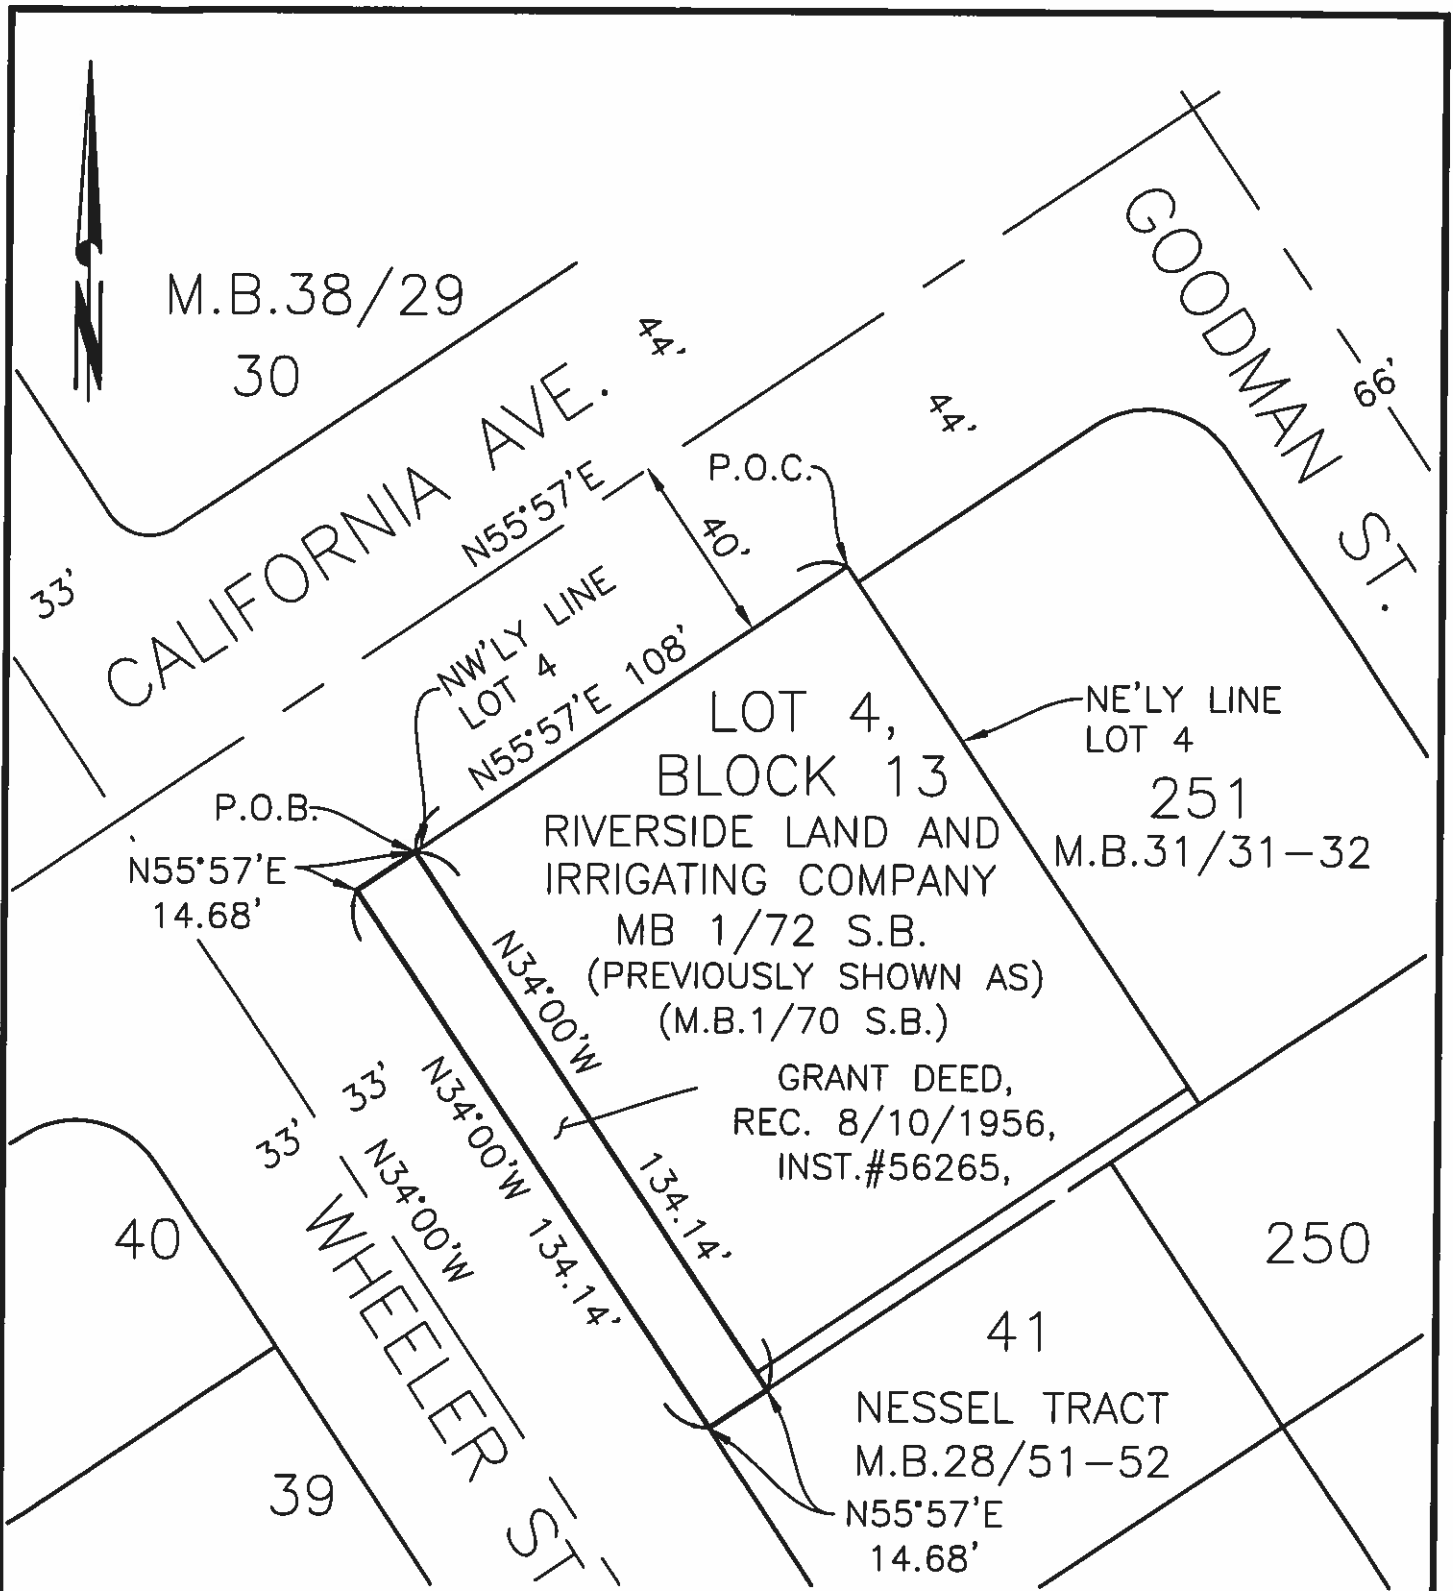 N
M.B.38/29
30
CALIFORNIA AVE.
44'
44'
33'
GOODMAN ST.
66'
N55°57'E
40'
P.O.C.
NW'LY LINE
LOT 4
N55°57'E 108'
P.O.B.
N55°57'E
14.68'
LOT 4,
BLOCK 13
RIVERSIDE LAND AND
IRRIGATING COMPANY
MB 1/72 S.B.
(PREVIOUSLY SHOWN AS)
(M.B.1/70 S.B.)
NE'LY LINE
LOT 4
251
M.B.31/31-32
GRANT DEED,
REC. 8/10/1956,
INST.#56265,
N34°00'W 134.14'
N34°00'W 134.14'
33'
33'
N34°00'W
WHEELER ST
40
39
250
41
NESSEL TRACT
M.B.28/51-52
N55°57'E
14.68'